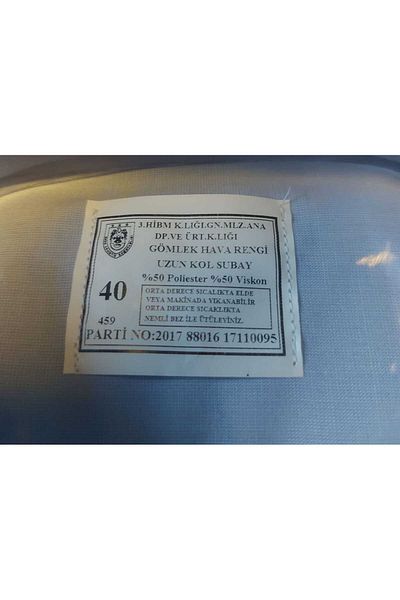 3.HİBM K.LIĞI.GN.MLZ.ANA
DP.VE ÜRT.K.LIĞI
GÖMLEK HAVA RENGİ
UZUN KOL SUBAY
%50 Poliester %50 Viskon
40
ORTA DERECE SICALIKTA ELDE
VEYA MAKİNADA YIKANABİLİR
ORTA DERECE SICAKLIKTA
NEMLİ BEZ İLE ÜTÜLEYİNİZ.
459
PARTİ NO:2017 88016 17110095